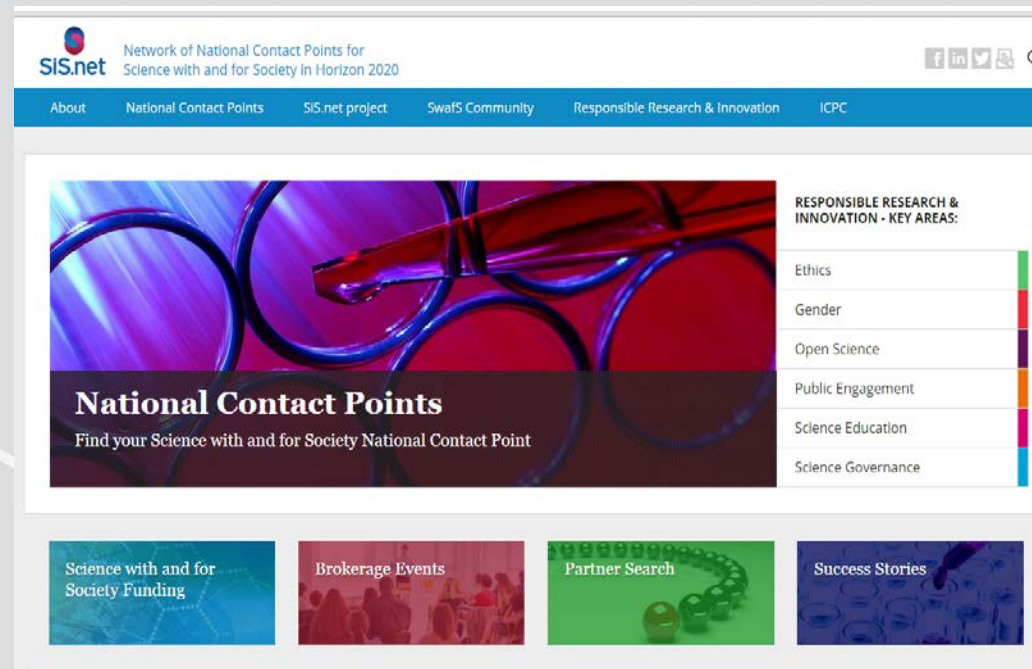 SiS.net
Network of National Contact Points for
Science with and for Society in Horizon 2020
About National Contact Points SiS.net project SwafS Community Responsible Research & Innovation ICPC
RESPONSIBLE RESEARCH &
INNOVATION - KEY AREAS:
Ethics
Gender
Open Science
Public Engagement
Science Education
Science Governance
National Contact Points
Find your Science with and for Society National Contact Point
Science with and for
Society Funding
Brokerage Events
Partner Search
Success Stories